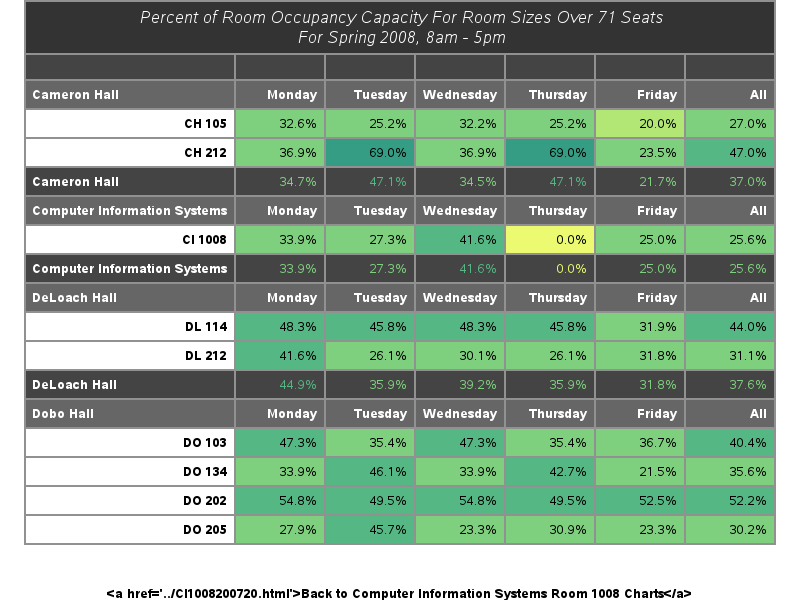 Percent of Room Occupancy Capacity For Room Sizes Over 71 Seats
For Spring 2008, 8am - 5pm
Cameron Hall Monday Tuesday Wednesday Thursday Friday All
CH 105 32.6% 25.2% 32.2% 25.2% 20.0% 27.0%
CH 212 36.9% 69.0% 36.9% 69.0% 23.5% 47.0%
Cameron Hall 34.7% 47.1% 34.5% 47.1% 21.7% 37.0%
Computer Information Systems Monday Tuesday Wednesday Thursday Friday All
CI 1008 33.9% 27.3% 41.6% 0.0% 25.0% 25.6%
Computer Information Systems 33.9% 27.3% 41.6% 0.0% 25.0% 25.6%
DeLoach Hall Monday Tuesday Wednesday Thursday Friday All
DL 114 48.3% 45.8% 48.3% 45.8% 31.9% 44.0%
DL 212 41.6% 26.1% 30.1% 26.1% 31.8% 31.1%
DeLoach Hall 44.9% 35.9% 39.2% 35.9% 31.8% 37.6%
Dobo Hall Monday Tuesday Wednesday Thursday Friday All
DO 103 47.3% 35.4% 47.3% 35.4% 36.7% 40.4%
DO 134 33.9% 46.1% 33.9% 42.7% 21.5% 35.6%
DO 202 54.8% 49.5% 54.8% 49.5% 52.5% 52.2%
DO 205 27.9% 45.7% 23.3% 30.9% 23.3% 30.2%
<a href='../CI1008200720.html'>Back to Computer Information Systems Room 1008 Charts</a>